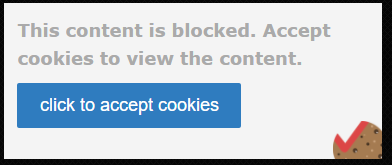 This content is blocked. Accept
cookies to view the content.
click to accept cookies